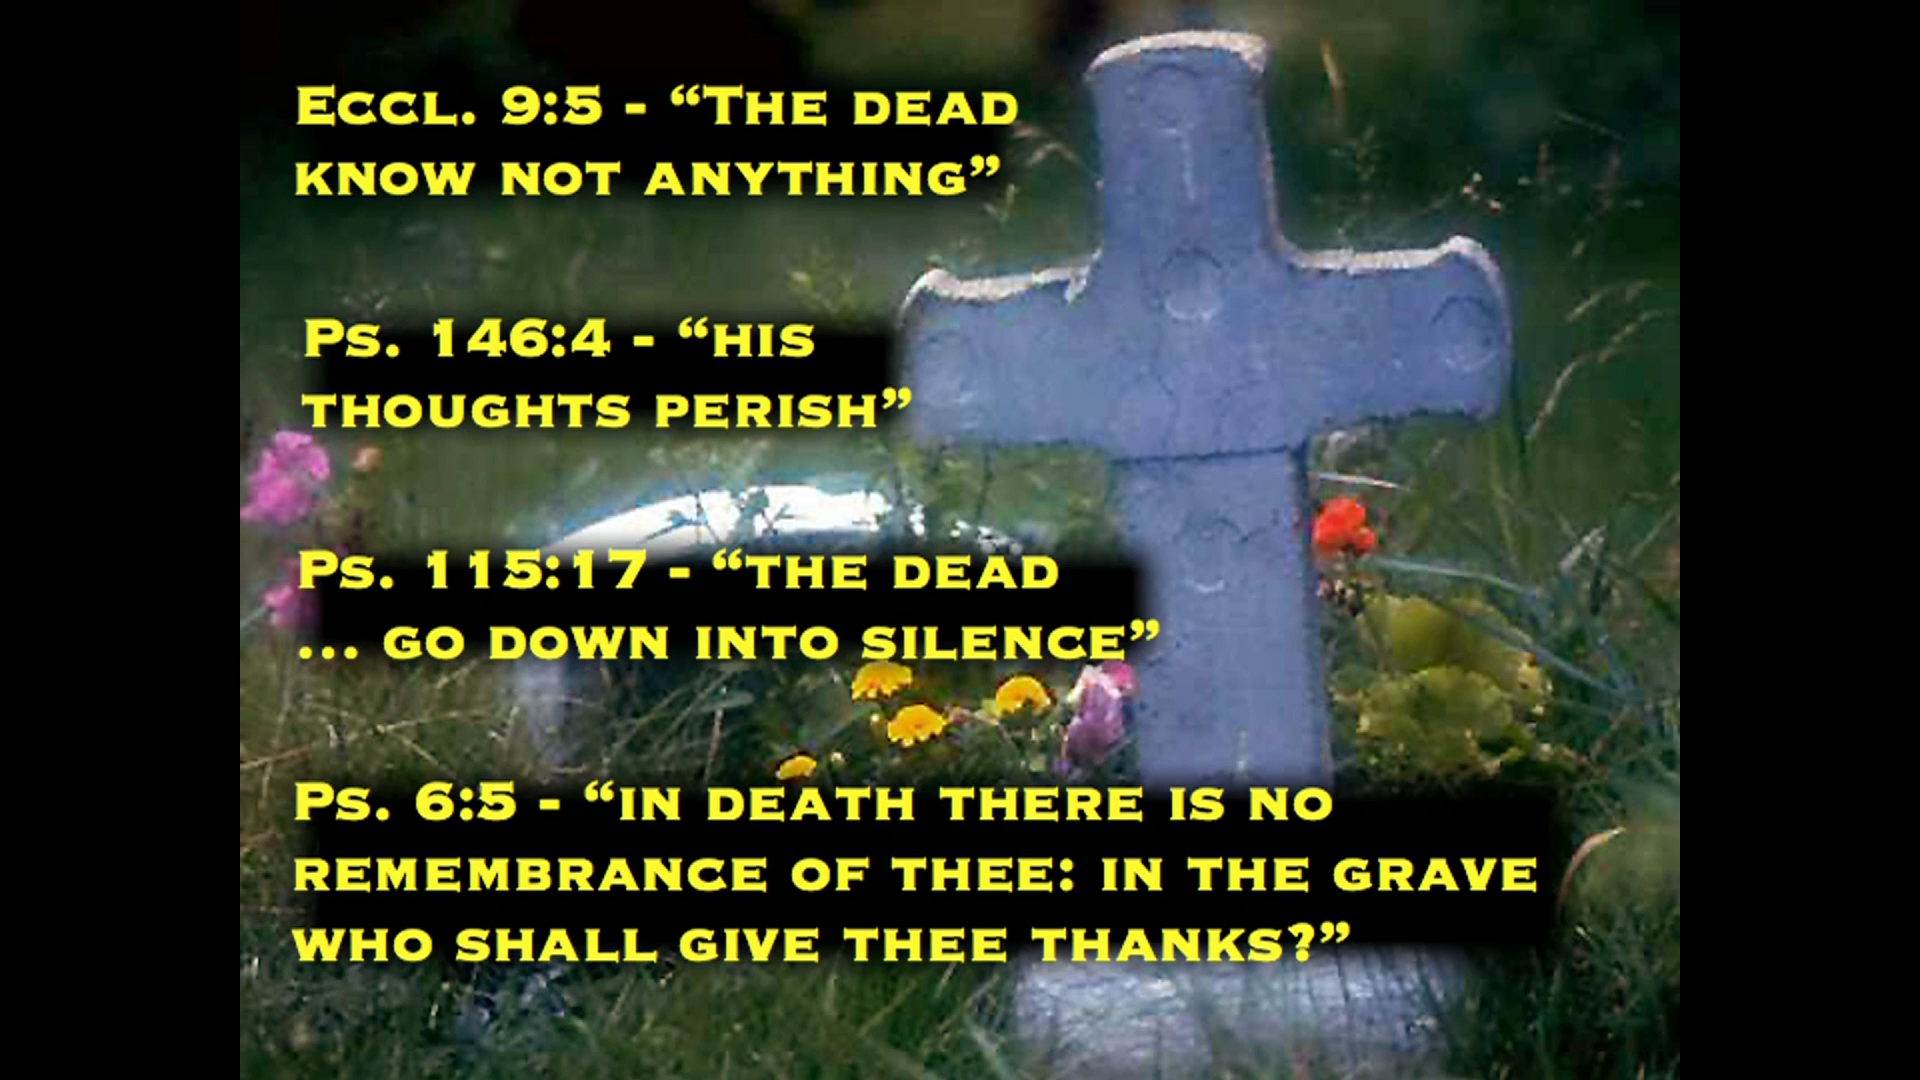 Eccl. 9:5 - “The dead
know not anything”
Ps. 146:4 - “his
thoughts perish”
Ps. 115:17 - “the dead
... go down into silence”
Ps. 6:5 - “in death there is no
remembrance of thee: in the grave
who shall give thee thanks?”